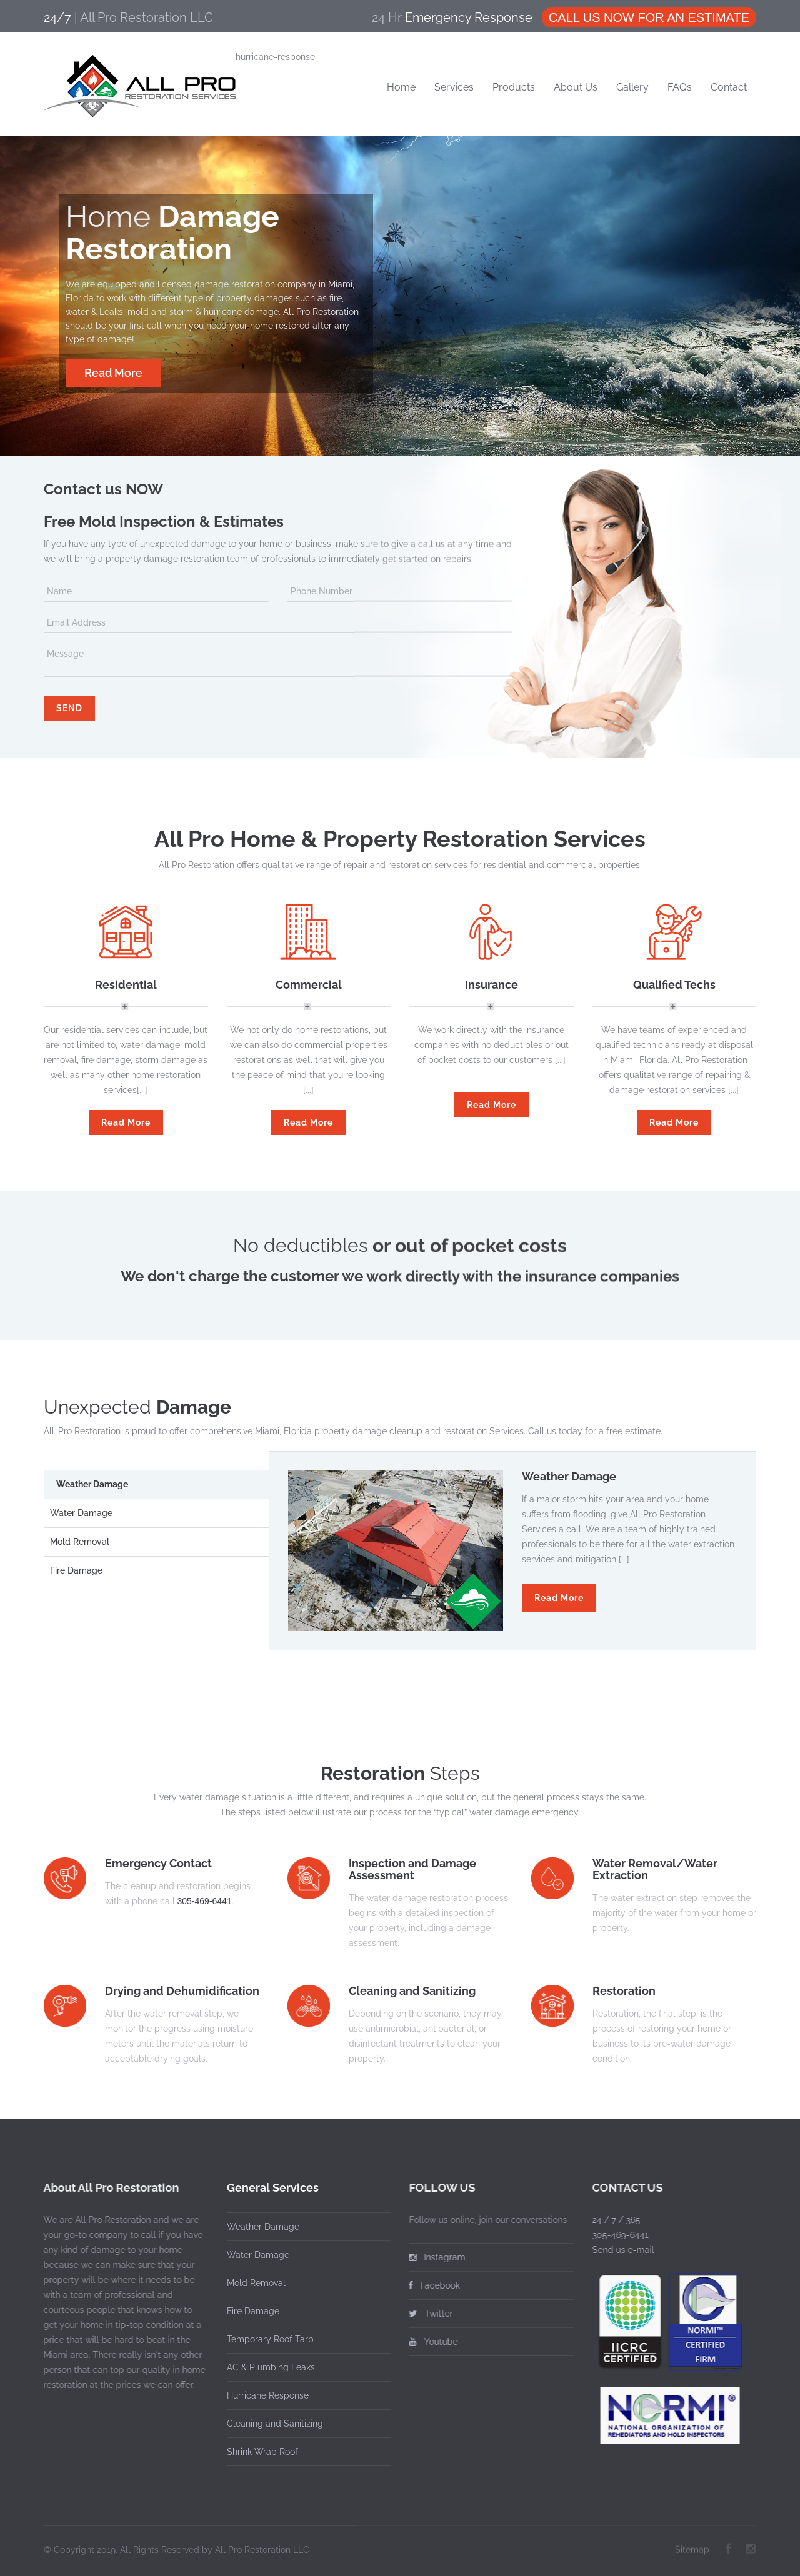 24/7 | All Pro Restoration LLC
24 Hr Emergency Response
CALL US NOW FOR AN ESTIMATE
ALL PRO
RESTORATION SERVICES
hurricane-response
Home
Services
Products
About Us
Gallery
FAQs
Contact
Home Damage
Restoration
We are equipped and licensed damage restoration company in Miami,
Florida to work with different type of property damages such as fire,
water & Leaks, mold and storm & hurricane damage. All Pro Restoration
should be your first call when you need your home restored after any
type of damage!
Read More
Contact us NOW
Free Mold Inspection & Estimates
If you have any type of unexpected damage to your home or business, make sure to give a call us at any time and
we will bring a property damage restoration team of professionals to immediately get started on repairs.
Name
Phone Number
Email Address
Message
SEND
All Pro Home & Property Restoration Services
All Pro Restoration offers qualitative range of repair and restoration services for residential and commercial properties.
Residential
Our residential services can include, but
are not limited to, water damage, mold
removal, fire damage, storm damage as
well as many other home restoration
services[...]
Read More
Commercial
We not only do home restorations, but
we can also do commercial properties
restorations as well that will give you
the peace of mind that you're looking
[...]
Read More
Insurance
We work directly with the insurance
companies with no deductibles or out
of pocket costs to our customers [...]
Read More
Qualified Techs
We have teams of experienced and
qualified technicians ready at disposal
in Miami, Florida. All Pro Restoration
offers qualitative range of repairing &
damage restoration services [...]
Read More
No deductibles or out of pocket costs
We don't charge the customer we work directly with the insurance companies
Unexpected Damage
All-Pro Restoration is proud to offer comprehensive Miami, Florida property damage cleanup and restoration Services. Call us today for a free estimate.
Weather Damage
Water Damage
Mold Removal
Fire Damage
Weather Damage
If a major storm hits your area and your home
suffers from flooding, give All Pro Restoration
Services a call. We are a team of highly trained
professionals to be there for all the water extraction
services and mitigation [...]
Read More
Restoration Steps
Every water damage situation is a little different, and requires a unique solution, but the general process stays the same.
The steps listed below illustrate our process for the "typical" water damage emergency.
Emergency Contact
The cleanup and restoration begins
with a phone call 305-469-6441
Inspection and Damage
Assessment
The water damage restoration process
begins with a detailed inspection of
your property, including a damage
assessment.
Water Removal/Water
Extraction
The water extraction step removes the
majority of the water from your home or
property.
Drying and Dehumidification
After the water removal step, we
monitor the progress using moisture
meters until the materials return to
acceptable drying goals.
Cleaning and Sanitizing
Depending on the scenario, they may
use antimicrobial, antibacterial, or
disinfectant treatments to clean your
property.
Restoration
Restoration, the final step, is the
process of restoring your home or
business to its pre-water damage
condition.
About All Pro Restoration
We are All Pro Restoration and we are
your go-to company to call if you have
any kind of damage to your home
because we can make sure that your
property will be where it needs to be
with a team of professional and
courteous people that knows how to
get your home in tip-top condition at a
price that will be hard to beat in the
Miami area. There really isn't any other
person that can top our quality in home
restoration at the prices we can offer.
General Services
Weather Damage
Water Damage
Mold Removal
Fire Damage
Temporary Roof Tarp
AC & Plumbing Leaks
Hurricane Response
Cleaning and Sanitizing
Shrink Wrap Roof
FOLLOW US
Follow us online, join our conversations
Instagram
Facebook
Twitter
Youtube
CONTACT US
24 / 7 / 365
305-469-6441
Send us e-mail
IICRC
CERTIFIED
NORMI™
CERTIFIED
FIRM
NORMI®
NATIONAL ORGANIZATION OF
REMEDIATORS AND MOLD INSPECTORS
© Copyright 2019. All Rights Reserved by All Pro Restoration LLC
Sitemap